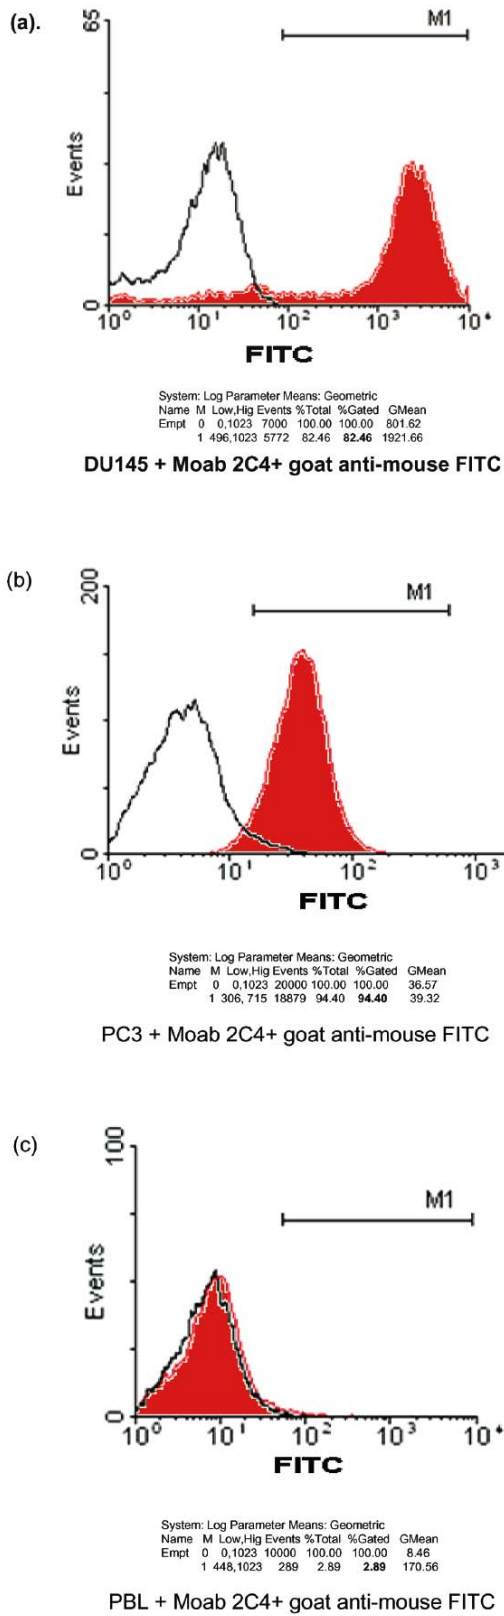 (a).
65
M1
Events
0
10⁰ 10¹ 10² 10³ 10⁴
FITC
System: Log Parameter Means: Geometric
Name M Low,Hig Events %Total %Gated GMean
Empt 0 0,1023 7000 100.00 100.00 801.62
1 496,1023 5772 82.46 82.46 1921.66
DU145 + Moab 2C4+ goat anti-mouse FITC
(b)
200
M1
Events
0
10⁰ 10¹ 10² 10³
FITC
System: Log Parameter Means: Geometric
Name M Low,Hig Events %Total %Gated GMean
Empt 0 0,1023 20000 100.00 100.00 36.57
1 306, 715 18879 94.40 94.40 39.32
PC3 + Moab 2C4+ goat anti-mouse FITC
(c)
100
M1
Events
0
10⁰ 10¹ 10² 10³ 10⁴
FITC
System: Log Parameter Means: Geometric
Name M Low,Hig Events %Total %Gated GMean
Empt 0 0,1023 10000 100.00 100.00 8.46
1 448,1023 289 2.89 2.89 170.56
PBL + Moab 2C4+ goat anti-mouse FITC